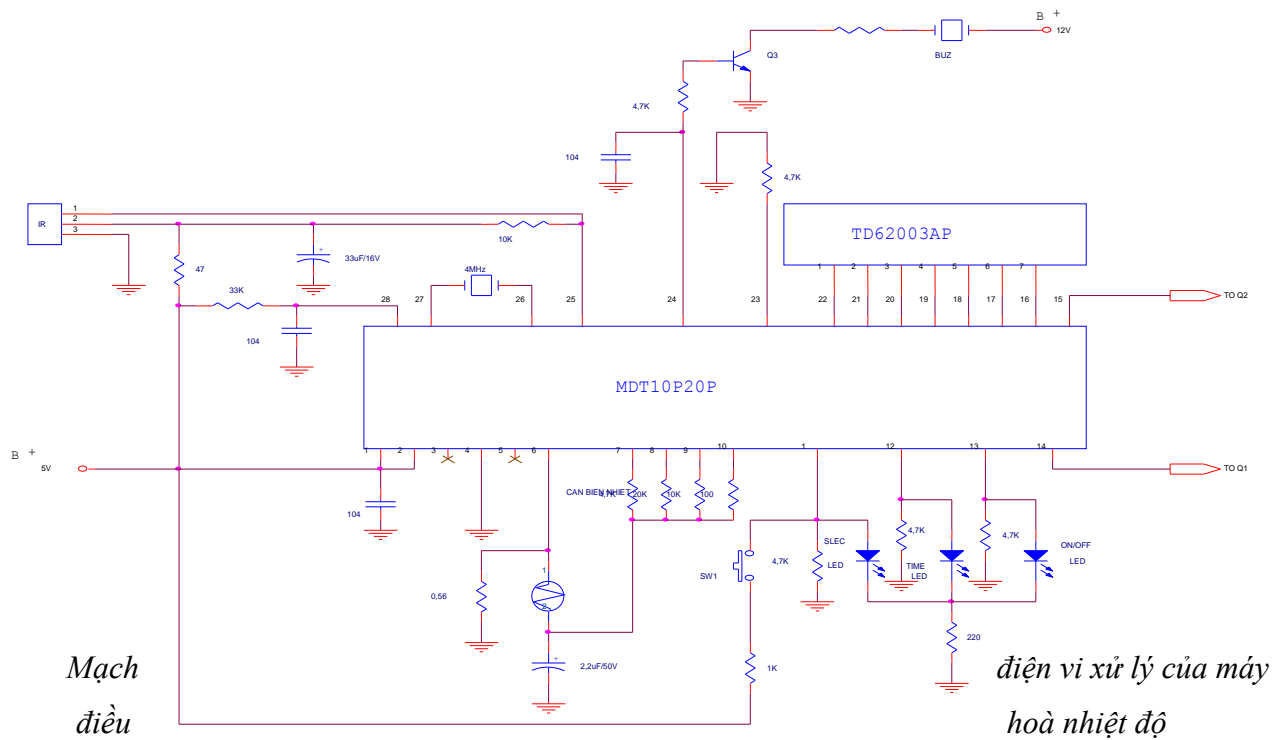 B +
12V
Q3
BUZ
4,7K
104
4,7K
IR
1
2
3
TD62003AP
1 2 3 4 5 6 7
10K
47
33uF/16V
4MHz
33K
28 27 26 25 24 23 22 21 20 19 18 17 16 15
TO Q2
104
MDT10P20P
1 2 3 4 5 6 7 8 9 10 1 12 13 14
B +
5V
TO Q1
CAN BIEN NHIET
4,7K 20K 10K 100
104
SW1
4,7K
SLEC
LED
4,7K
TIME
LED
4,7K
ON/OFF
LED
0,56
1
2
220
2,2uF/50V
1K
Mạch điện vi xử lý của máy
điều hoà nhiệt độ